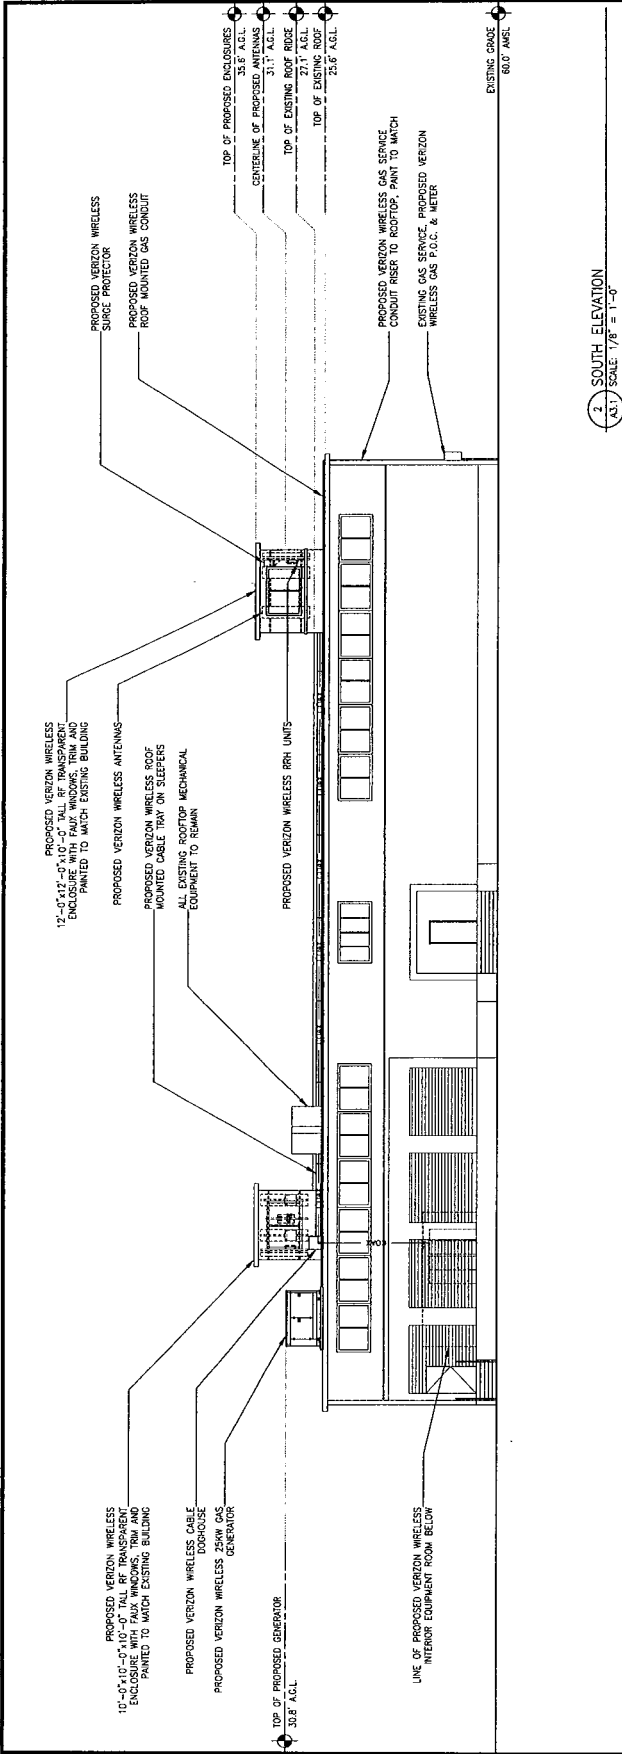 PROPOSED VERIZON WIRELESS
10'-0"x10'-0"x10'-0" TALL RF TRANSPARENT
ENCLOSURE WITH FAUX WINDOWS, TRIM AND
PAINTED TO MATCH EXISTING BUILDING
PROPOSED VERIZON WIRELESS CABLE
DOGHOUSE
PROPOSED VERIZON WIRELESS 25KW GAS
GENERATOR
TOP OF PROPOSED GENERATOR
30.8' A.G.L.
LINE OF PROPOSED VERIZON WIRELESS
INTERIOR EQUIPMENT ROOM BELOW
PROPOSED VERIZON WIRELESS
12'-0"x12'-0"x10'-0" TALL RF TRANSPARENT
ENCLOSURE WITH FAUX WINDOWS, TRIM AND
PAINTED TO MATCH EXISTING BUILDING
PROPOSED VERIZON WIRELESS ANTENNAS
PROPOSED VERIZON WIRELESS ROOF
MOUNTED CABLE TRAY ON SLEEPERS
ALL EXISTING ROOFTOP MECHANICAL
EQUIPMENT TO REMAIN
PROPOSED VERIZON WIRELESS RRH UNITS
COAX
COAX
COAX
COAX
COAX
COAX
PROPOSED VERIZON WIRELESS
SURGE PROTECTOR
PROPOSED VERIZON WIRELESS
ROOF MOUNTED GAS CONDUIT
TOP OF PROPOSED ENCLOSURES
35.6' A.G.L.
CENTERLINE OF PROPOSED ANTENNAS
31.1' A.G.L.
TOP OF EXISTING ROOF RIDGE
27.1' A.G.L.
TOP OF EXISTING ROOF
25.6' A.G.L.
PROPOSED VERIZON WIRELESS GAS SERVICE
CONDUIT RISER TO ROOFTOP, PAINT TO MATCH
EXISTING GAS SERVICE, PROPOSED VERIZON
WIRELESS GAS P.O.C. & METER
EXISTING GRADE
60.0' AMSL
2
A3.1
SOUTH ELEVATION
SCALE: 1/8" = 1'-0"